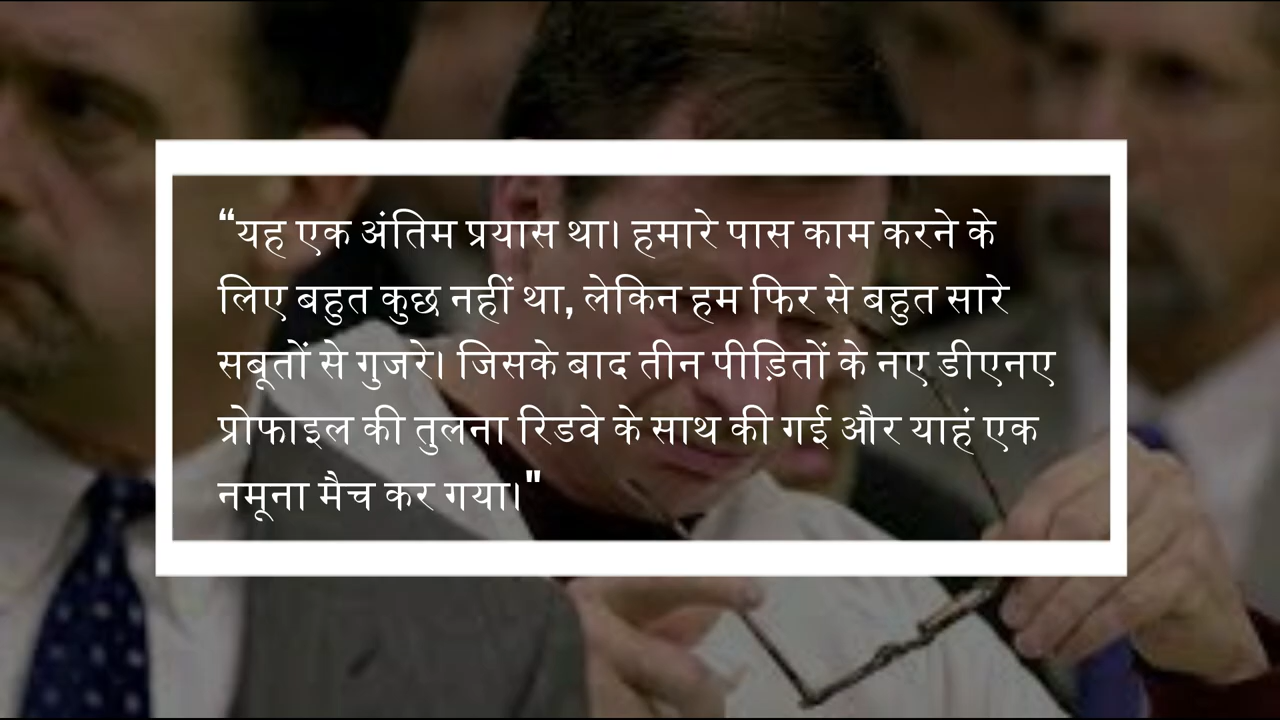 “यह एक अंतिम प्रयास था। हमारे पास काम करने के
लिए बहुत कुछ नहीं था, लेकिन हम फिर से बहुत सारे
सबूतों से गुजरे। जिसके बाद तीन पीड़ितों के नए डीएनए
प्रोफाइल की तुलना रिडवे के साथ की गई और याहं एक
नमूना मैच कर गया।"